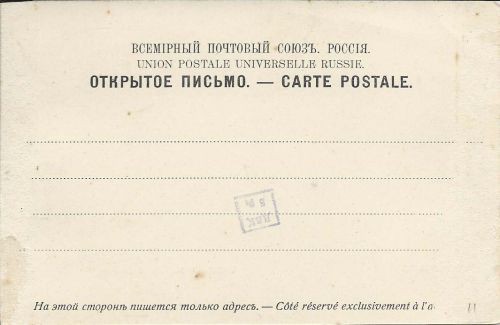 ВСЕМІРНЫЙ ПОЧТОВЫЙ СОЮЗЪ. РОССІЯ.
UNION POSTALE UNIVERSELLE RUSSIE.
ОТКРЫТОЕ ПИСЬМО. — CARTE POSTALE.
На этой сторонѣ пишется только адресъ. — Côté réservé exclusivement à l'a
11